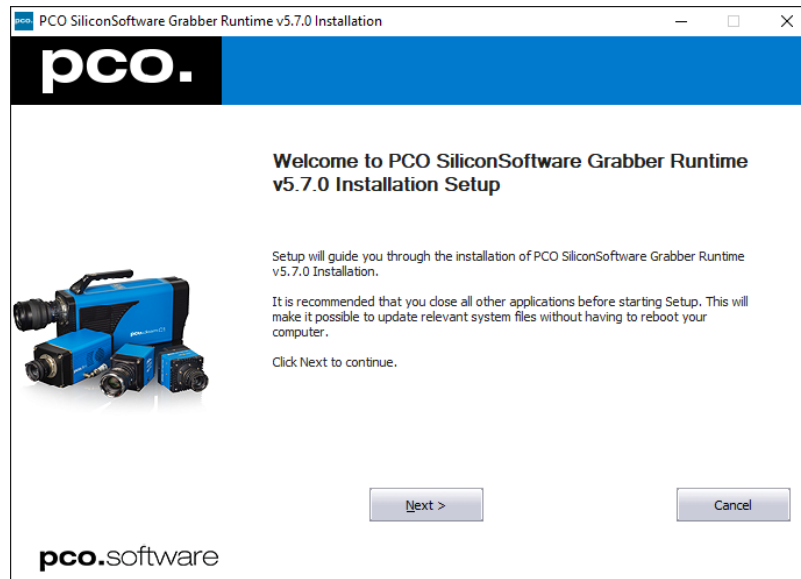 pco.
PCO SiliconSoftware Grabber Runtime v5.7.0 Installation
pco.
Welcome to PCO SiliconSoftware Grabber Runtime
v5.7.0 Installation Setup
Setup will guide you through the installation of PCO SiliconSoftware Grabber Runtime
v5.7.0 Installation.
It is recommended that you close all other applications before starting Setup. This will
make it possible to update relevant system files without having to reboot your
computer.
Click Next to continue.
Next >
Cancel
pco.software